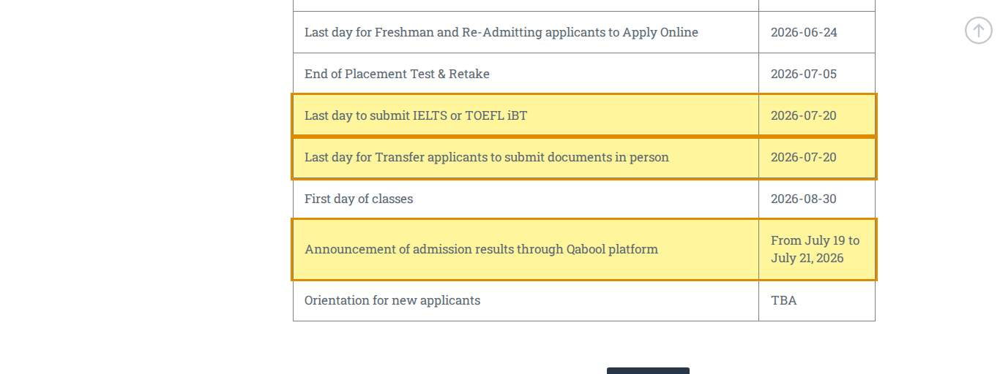 Last day for Freshman and Re-Admitting applicants to Apply Online 2026-06-24
End of Placement Test & Retake 2026-07-05
Last day to submit IELTS or TOEFL iBT 2026-07-20
Last day for Transfer applicants to submit documents in person 2026-07-20
First day of classes 2026-08-30
Announcement of admission results through Qabool platform From July 19 to
July 21, 2026
Orientation for new applicants TBA